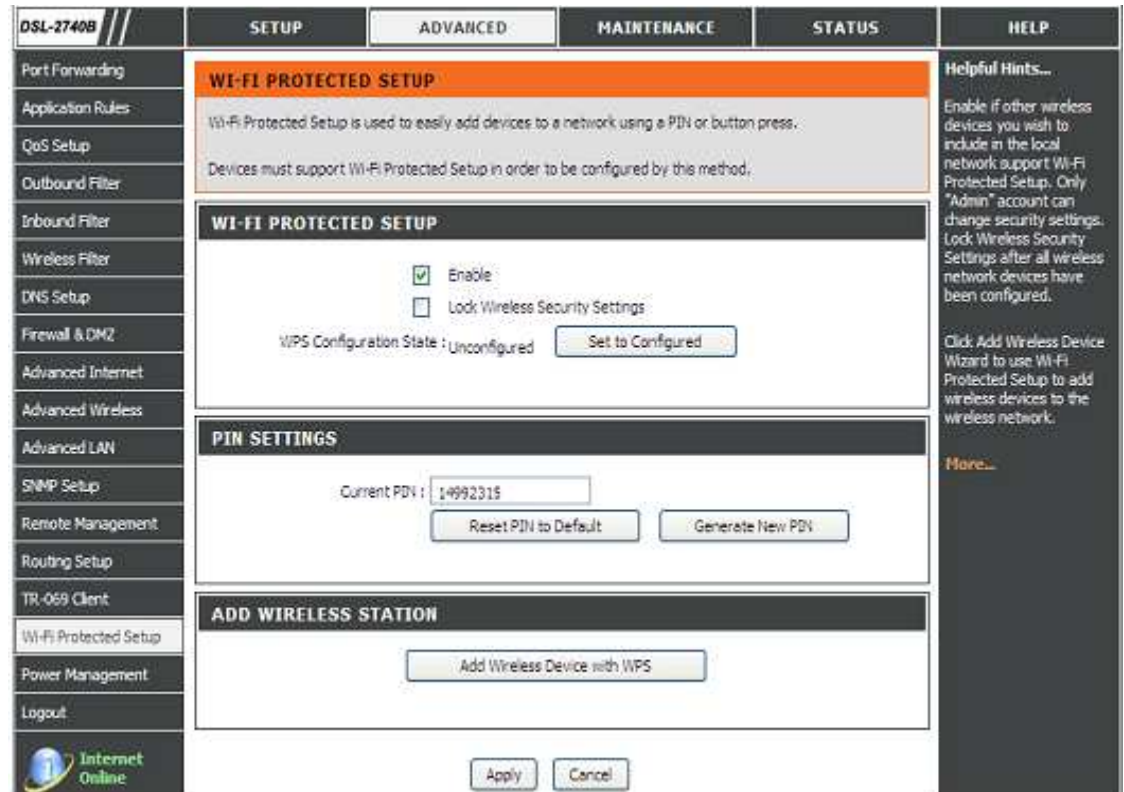 DSL-2740B
SETUP
ADVANCED
MAINTENANCE
STATUS
HELP
Port Forwarding
Application Rules
QoS Setup
Outbound Filter
Inbound Filter
Wireless Filter
DNS Setup
Firewall & DMZ
Advanced Internet
Advanced Wireless
Advanced LAN
SNMP Setup
Remote Management
Routing Setup
TR-069 Client
Wi-Fi Protected Setup
Power Management
Logout
Internet
Online
WI-FI PROTECTED SETUP
Wi-Fi Protected Setup is used to easily add devices to a network using a PIN or button press.
Devices must support Wi-Fi Protected Setup in order to be configured by this method.
WI-FI PROTECTED SETUP
Enable
Lock Wireless Security Settings
WPS Configuration State : Unconfigured
Set to Configured
PIN SETTINGS
Current PIN : 14992315
Reset PIN to Default
Generate New PIN
ADD WIRELESS STATION
Add Wireless Device with WPS
Apply
Cancel
Helpful Hints...
Enable if other wireless
devices you wish to
include in the local
network support Wi-Fi
Protected Setup. Only
"Admin" account can
change security settings.
Lock Wireless Security
Settings after all wireless
network devices have
been configured.
Click Add Wireless Device
Wizard to use Wi-Fi
Protected Setup to add
wireless devices to the
wireless network.
More...